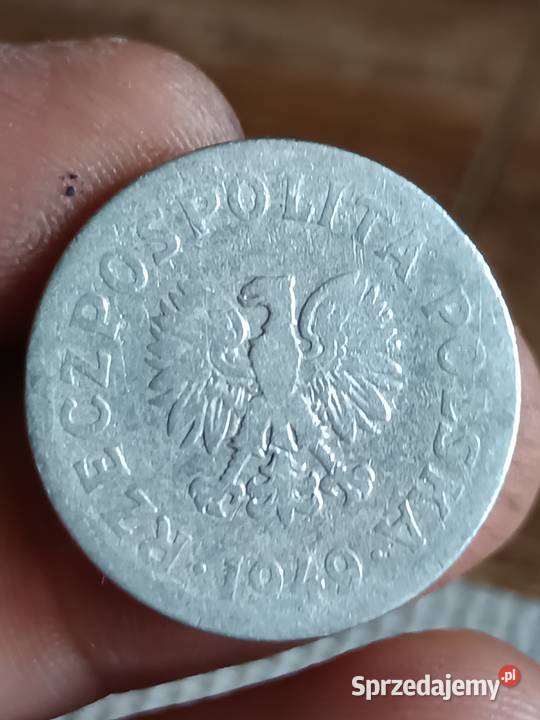 RZECZPOSPOLITA POLSKA
·1949·
Sprzedajemy.pl